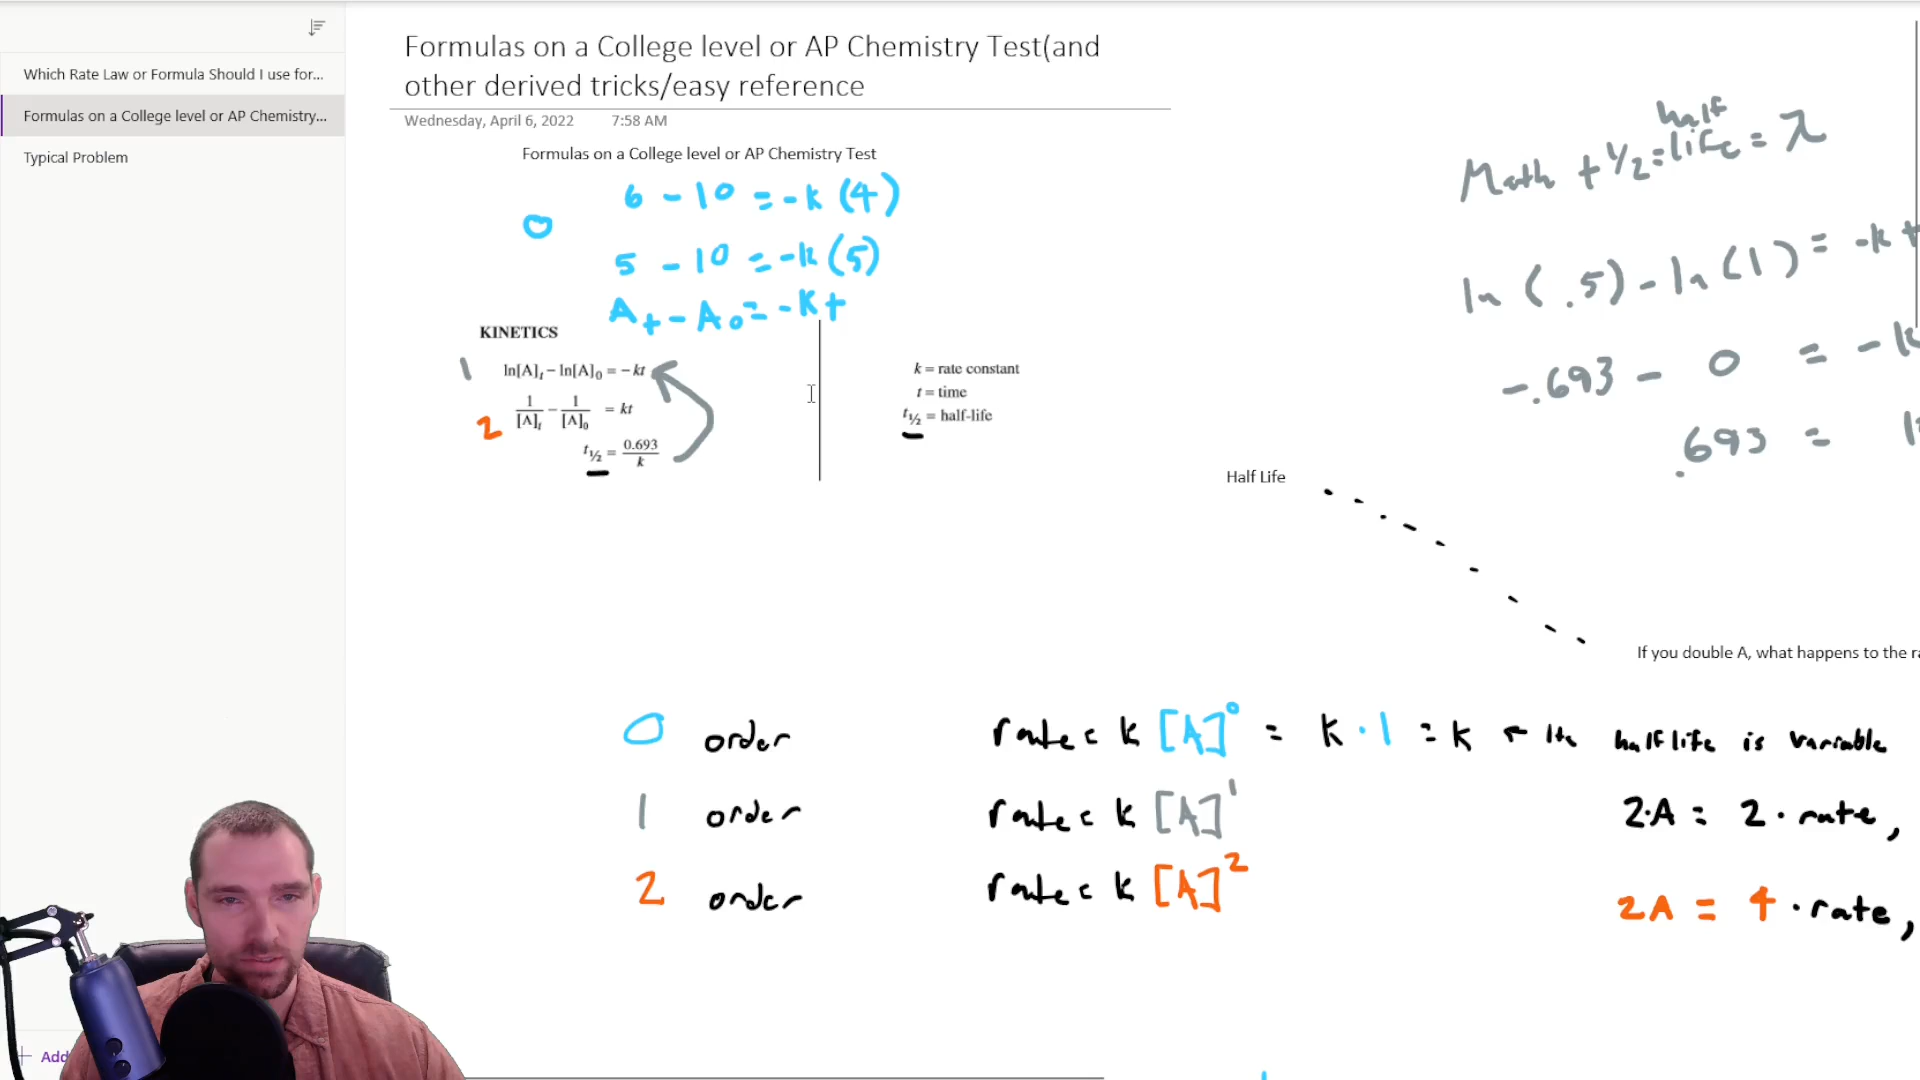 Formulas on a College level or AP Chemistry Test(and
other derived tricks/easy reference
Wednesday, April 6, 2022 7:58 AM
Which Rate Law or Formula Should I use for...
Formulas on a College level or AP Chemistry...
Typical Problem
Add
Formulas on a College level or AP Chemistry Test
0
6 - 10 = -k (4)
5 - 10 = -k (5)
A_t - A_0 = -kt
KINETICS
1 ln[A]_t − ln[A]_0 = − kt
2 1/[A]_t − 1/[A]_0 = kt
t_½ = 0.693/k
k = rate constant
t = time
t_½ = half-life
Math t ½ = half life = λ
ln (.5) - ln (1) = -kt
-.693 - 0 = -k
.693 =
Half Life
If you double A, what happens to the ra
0 order rate = k [A]^0 = k · 1 = k ← its half life is variable
1 order rate = k [A]^1 2·A = 2 · rate,
2 order rate = k [A]^2 2A = 4 · rate,